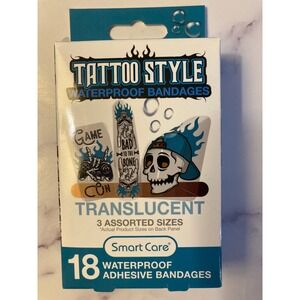 TATTOO STYLE
WATERPROOF BANDAGES
GAME
ON
BAD
TO THE
BONE
TRANSLUCENT
3 ASSORTED SIZES
*Actual Product Sizes on Back Panel
Smart Care®
18 WATERPROOF
ADHESIVE BANDAGES